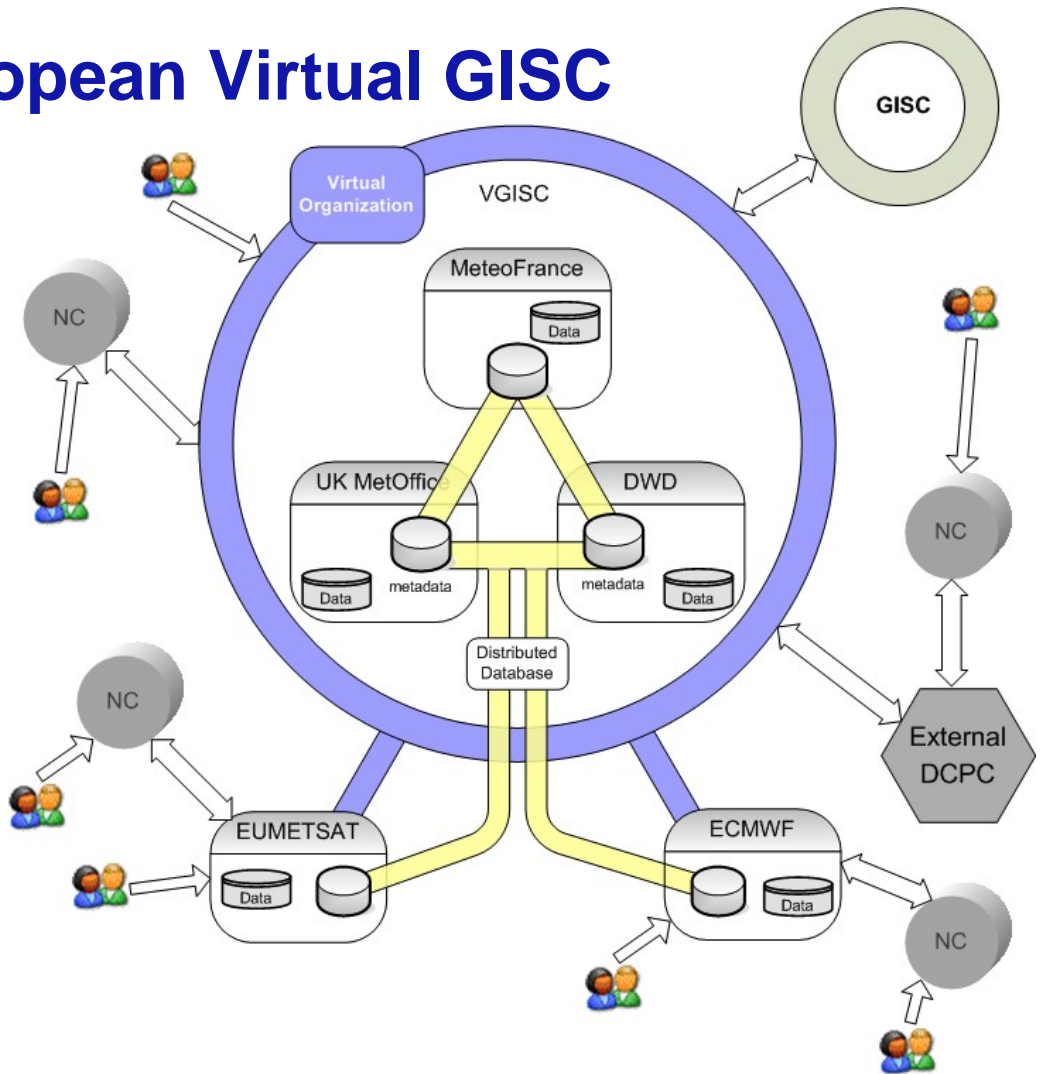 opean Virtual GISC
GISC
Virtual
Organization
VGISC
MeteoFrance
Data
NC
UK MetOffice
DWD
NC
metadata
metadata
Data
Data
Distributed
Database
NC
External
DCPC
EUMETSAT
ECMWF
Data
Data
NC